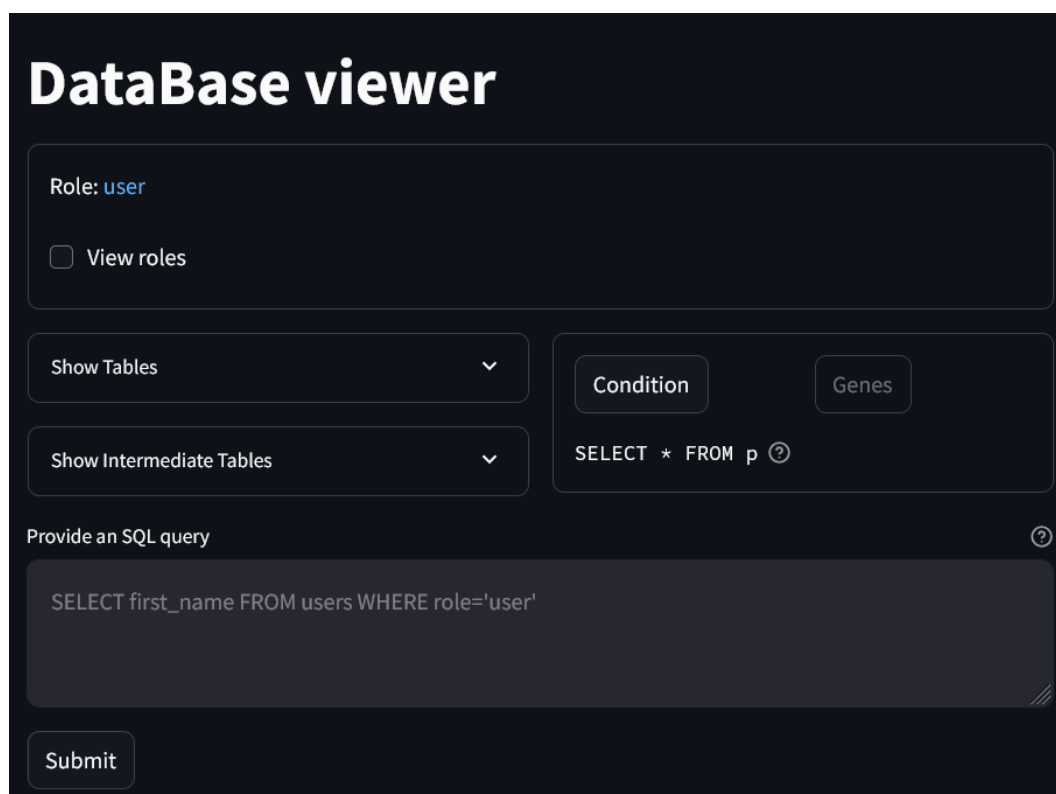 DataBase viewer
Role: user
View roles
Show Tables
Show Intermediate Tables
Condition
Genes
SELECT * FROM p
Provide an SQL query
SELECT first_name FROM users WHERE role='user'
Submit